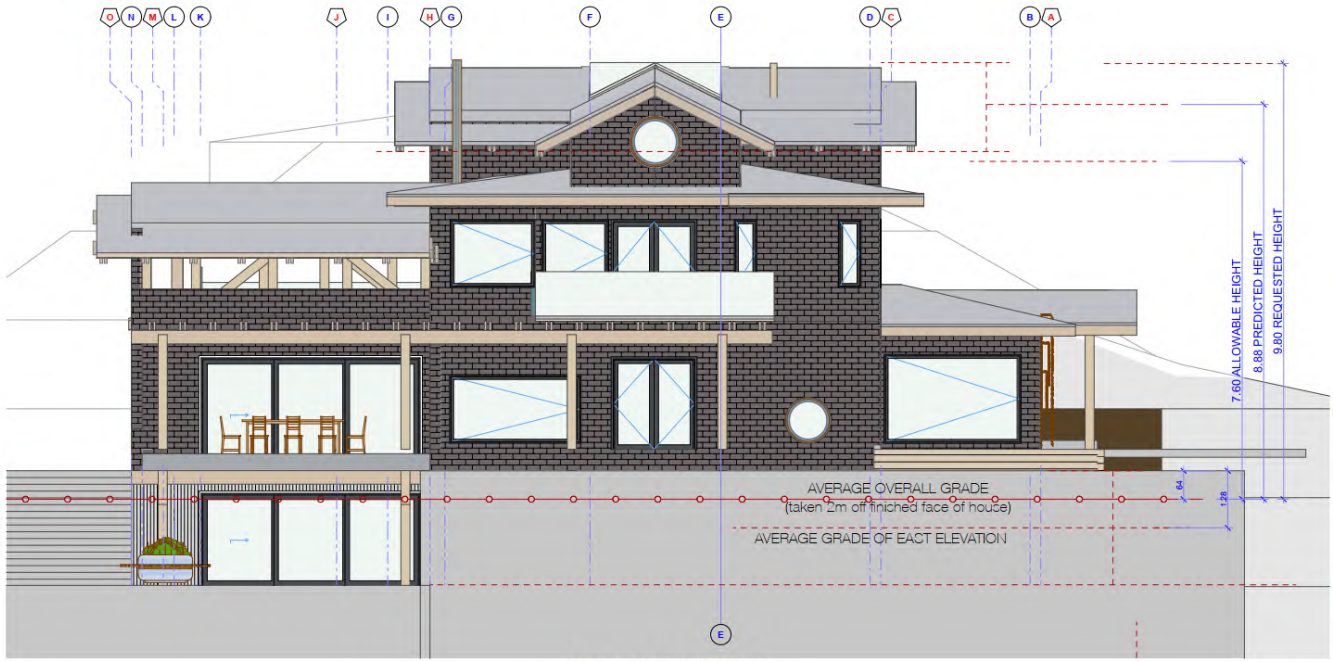 O N M L K J I H G F E D C B A
7.60 ALLOWABLE HEIGHT
8.88 PREDICTED HEIGHT
9.80 REQUESTED HEIGHT
AVERAGE OVERALL GRADE
(taken 2m off finished face of house)
64
1.28
AVERAGE GRADE OF EAST ELEVATION
E